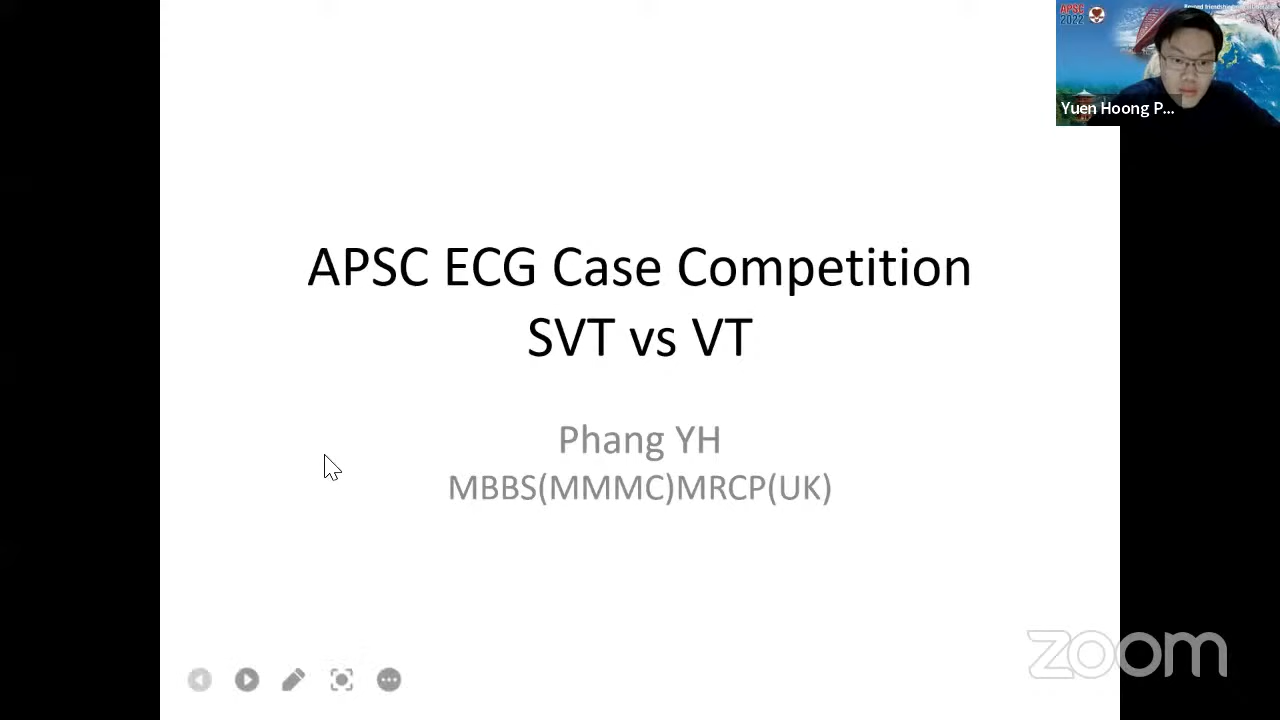 APSC
2022
Yuen Hoong P...
APSC ECG Case Competition
SVT vs VT
Phang YH
MBBS(MMMC)MRCP(UK)
zoom